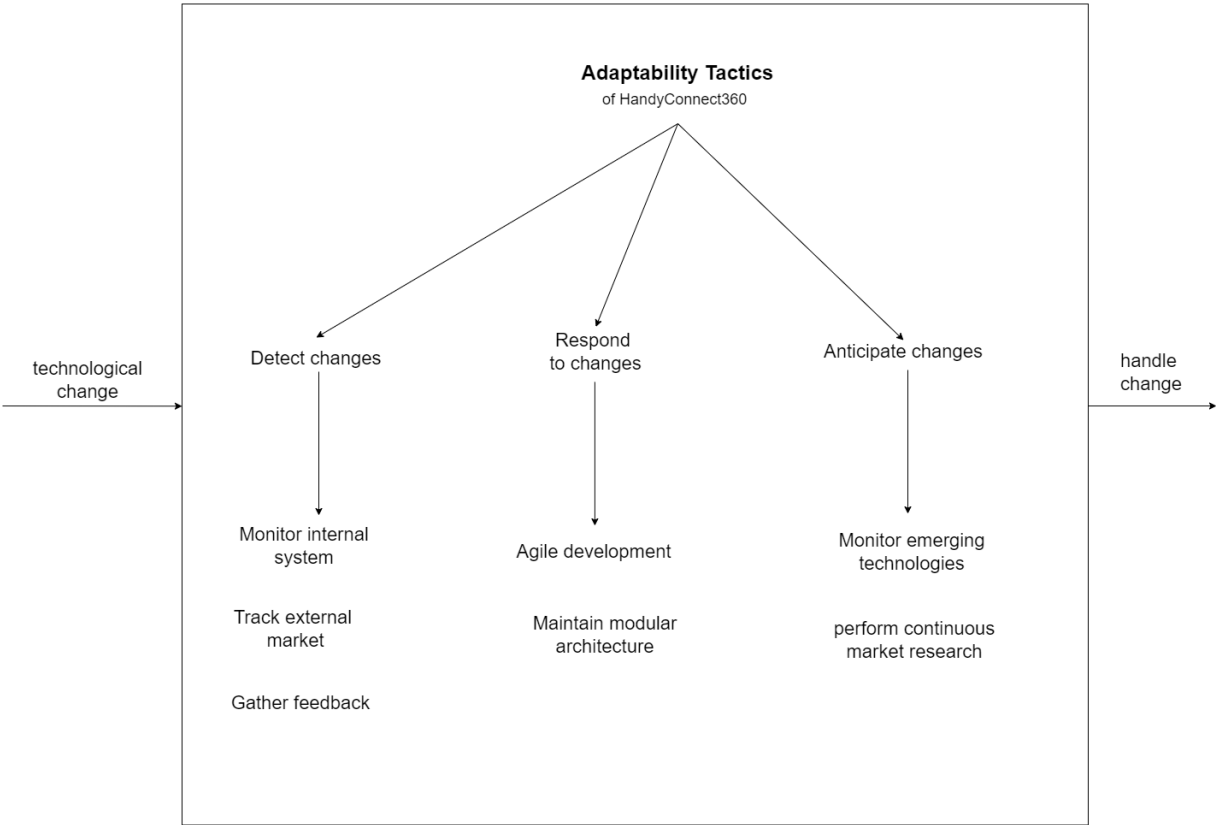 Adaptability Tactics
of HandyConnect360
technological
change
Detect changes
Respond
to changes
Anticipate changes
handle
change
Monitor internal
system
Track external
market
Gather feedback
Agile development
Maintain modular
architecture
Monitor emerging
technologies
perform continuous
market research